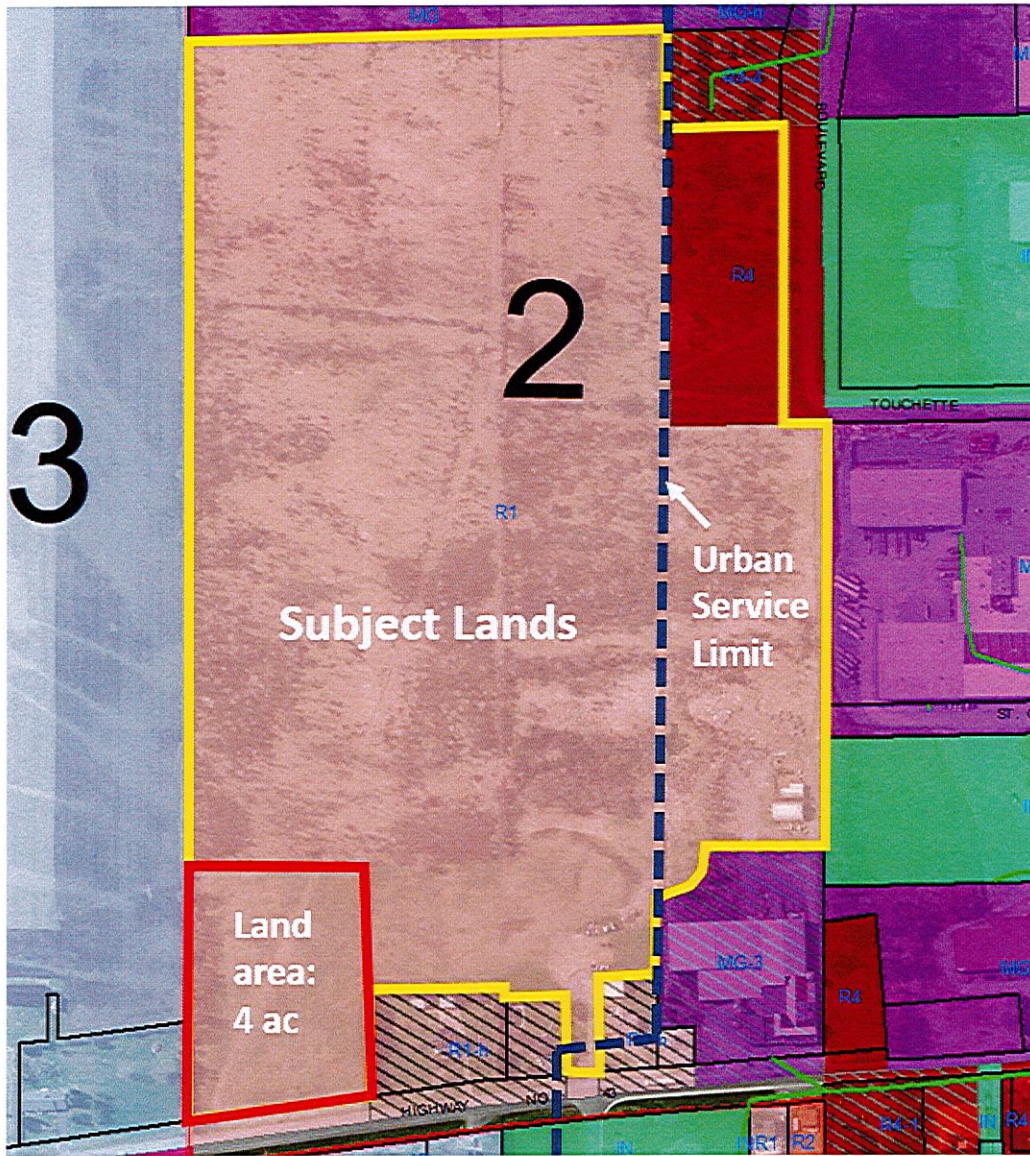 MG
MG-h
R4-4
BOULEVARD
R4
TOUCHETTE
2
3
R1
Urban
Service
Limit
Subject Lands
ST.
Land
area:
4 ac
MG-3
R4
R1-h
HIGHWAY NO
IN
IN
R1
R2
R4-1
IN
R4